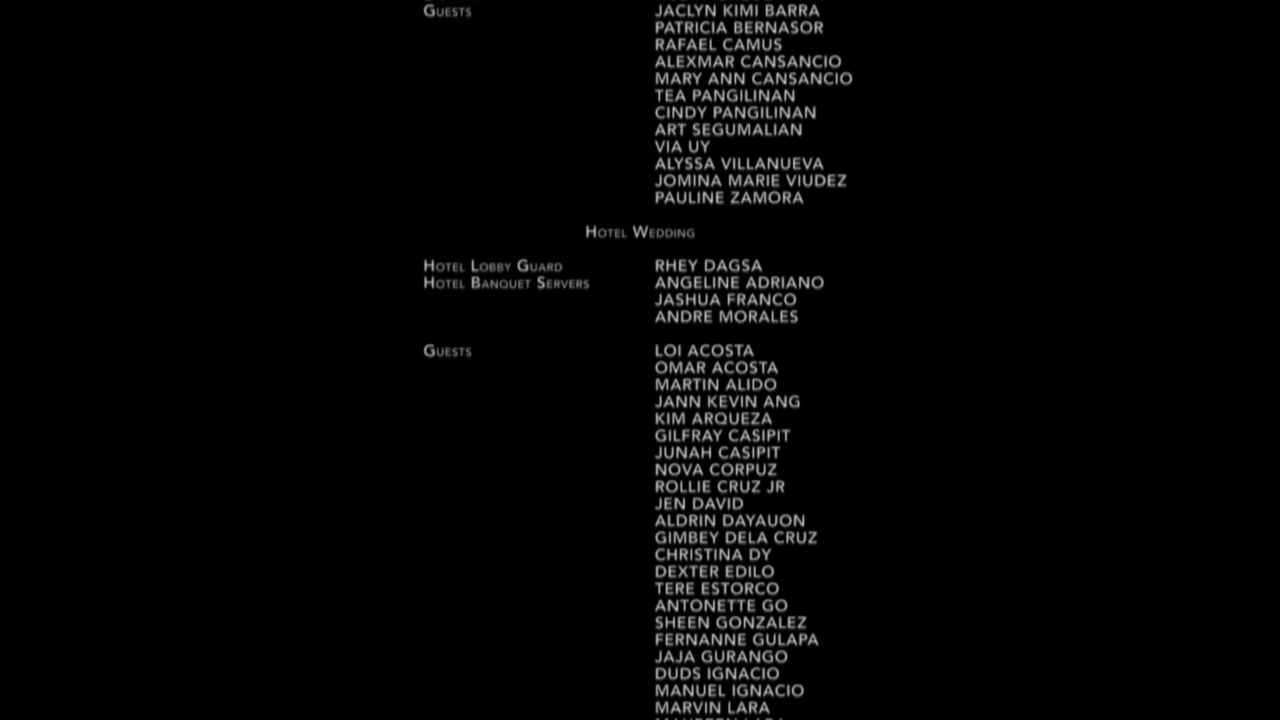 Guests JACLYN KIMI BARRA
PATRICIA BERNASOR
RAFAEL CAMUS
ALEXMAR CANSANCIO
MARY ANN CANSANCIO
TEA PANGILINAN
CINDY PANGILINAN
ART SEGUMALIAN
VIA UY
ALYSSA VILLANUEVA
JOMINA MARIE VIUDEZ
PAULINE ZAMORA
Hotel Wedding
Hotel Lobby Guard RHEY DAGSA
Hotel Banquet Servers ANGELINE ADRIANO
JASHUA FRANCO
ANDRE MORALES
Guests LOI ACOSTA
OMAR ACOSTA
MARTIN ALIDO
JANN KEVIN ANG
KIM ARQUEZA
GILFRAY CASIPIT
JUNAH CASIPIT
NOVA CORPUZ
ROLLIE CRUZ JR
JEN DAVID
ALDRIN DAYAUON
GIMBEY DELA CRUZ
CHRISTINA DY
DEXTER EDILO
TERE ESTORCO
ANTONETTE GO
SHEEN GONZALEZ
FERNANNE GULAPA
JAJA GURANGO
DUDS IGNACIO
MANUEL IGNACIO
MARVIN LARA